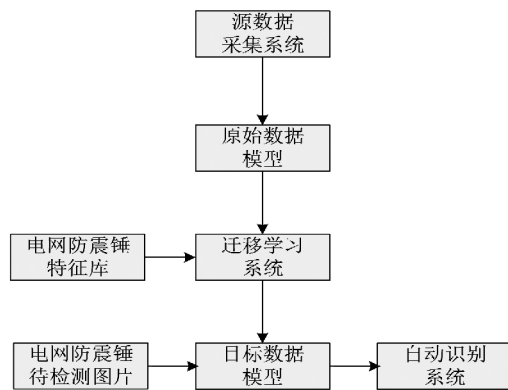 源数据
采集系统
原始数据
模型
电网防震锤
特征库
迁移学习
系统
电网防震锤
待检测图片
目标数据
模型
自动识别
系统